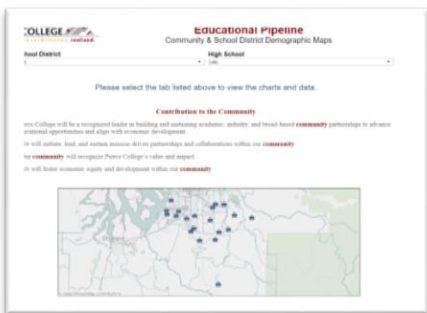 COLLEGE
Educational Pipeline
Community & School District Demographic Maps
hool District
High School
Please select the tab listed above to view the charts and data.
Contribution to the Community
College will be a recognized leader in building and sustaining academic, industry, and broad-based community partnerships to advance
educational opportunities and align with economic development
will initiate, lead, and sustain mission driven partnerships and collaborations within our community
community will recognize Pierce College's value and impact
will foster economic equity and development within our community